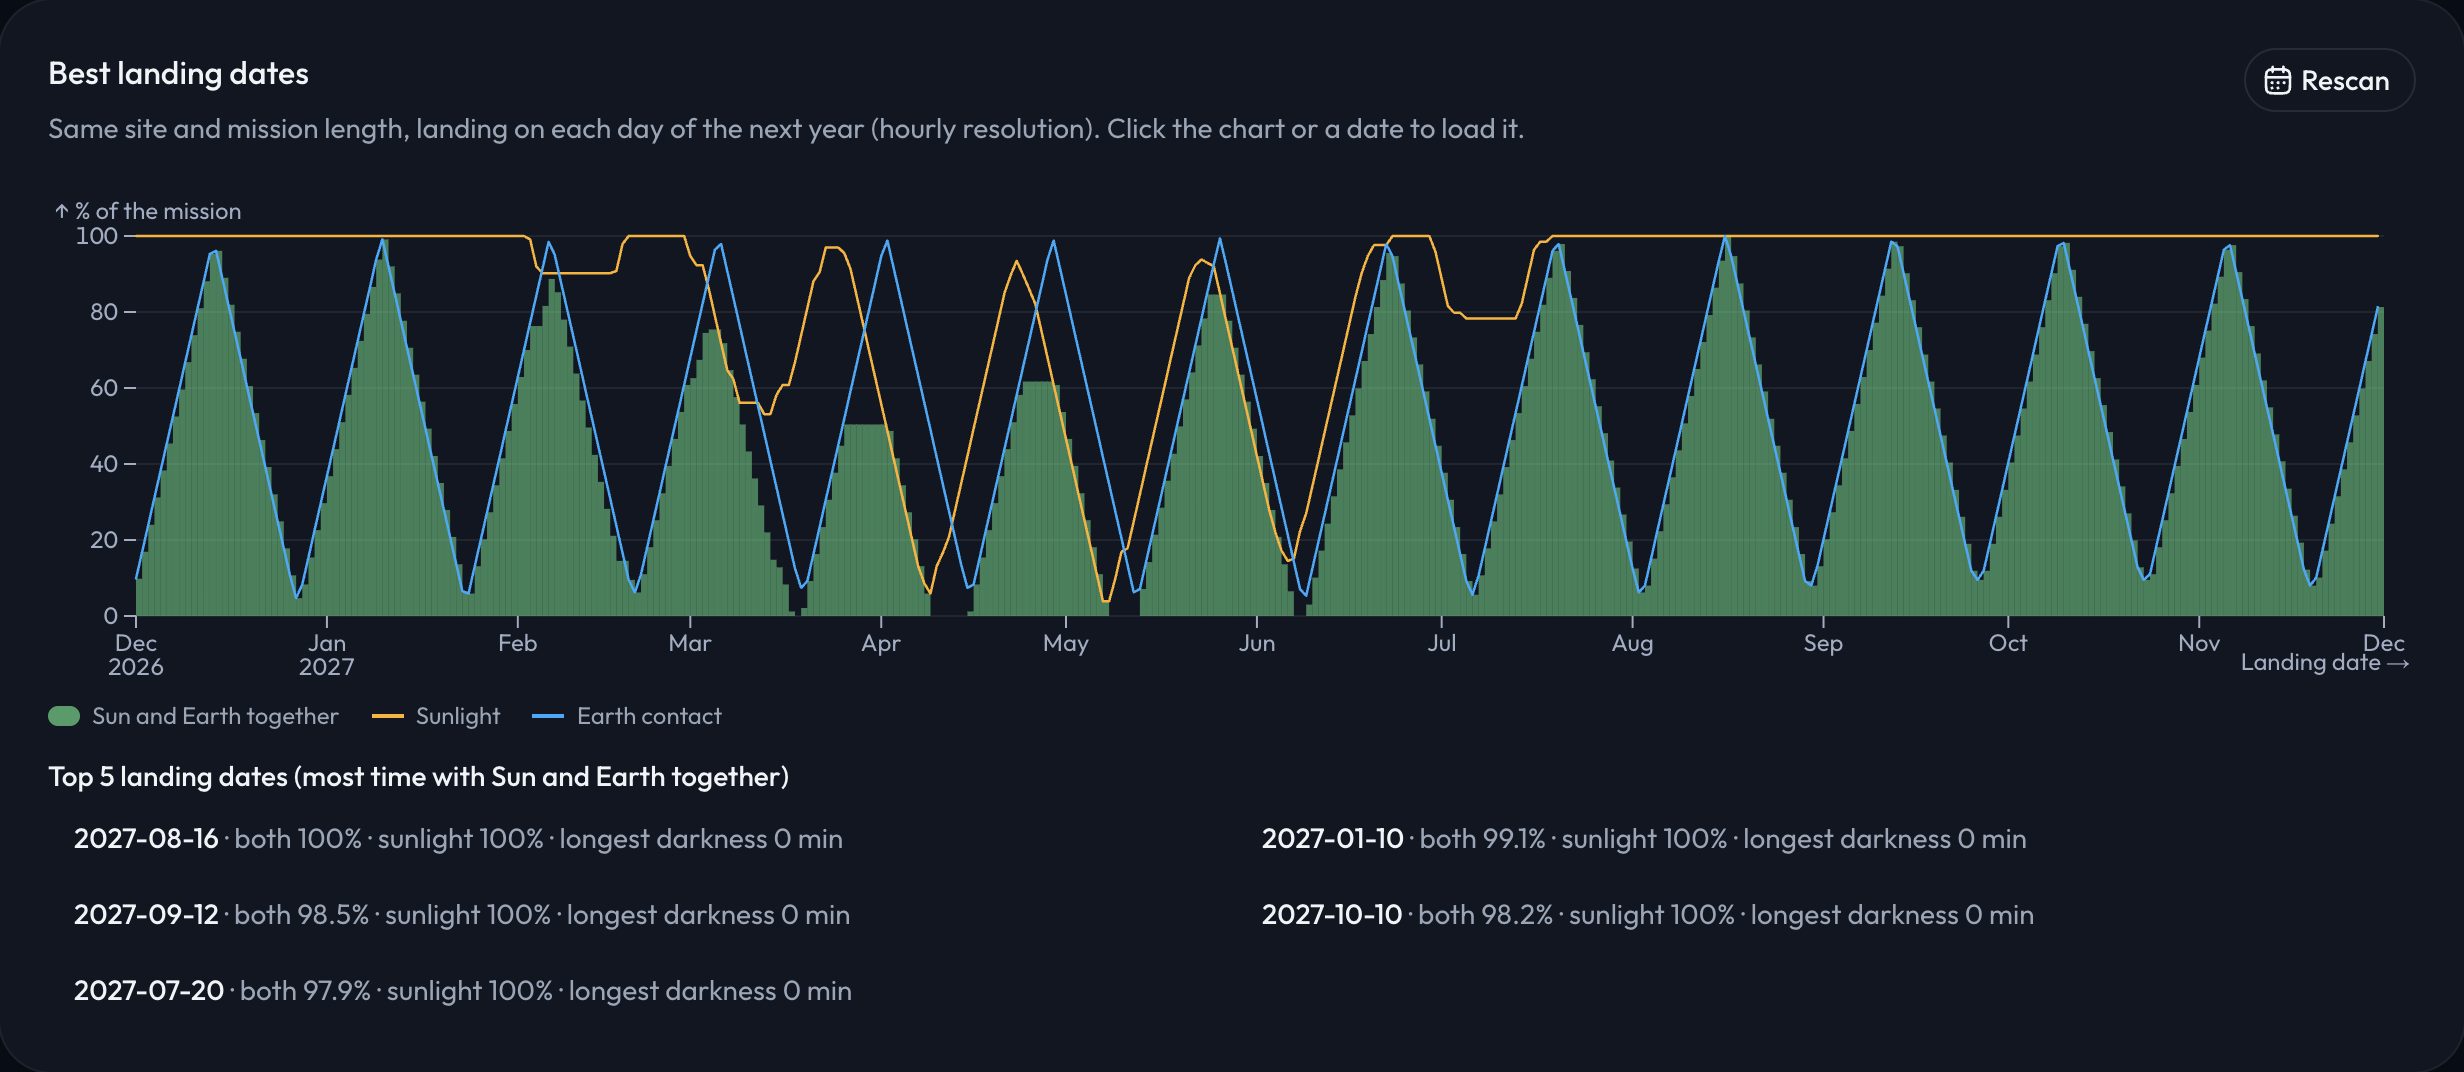 Best landing dates
Rescan
Same site and mission length, landing on each day of the next year (hourly resolution). Click the chart or a date to load it.
↑ % of the mission
100
80
60
40
20
0
Dec Jan Feb Mar Apr May Jun Jul Aug Sep Oct Nov Dec
2026 2027
Landing date →
Sun and Earth together Sunlight Earth contact
Top 5 landing dates (most time with Sun and Earth together)
2027-08-16 · both 100% · sunlight 100% · longest darkness 0 min
2027-01-10 · both 99.1% · sunlight 100% · longest darkness 0 min
2027-09-12 · both 98.5% · sunlight 100% · longest darkness 0 min
2027-10-10 · both 98.2% · sunlight 100% · longest darkness 0 min
2027-07-20 · both 97.9% · sunlight 100% · longest darkness 0 min